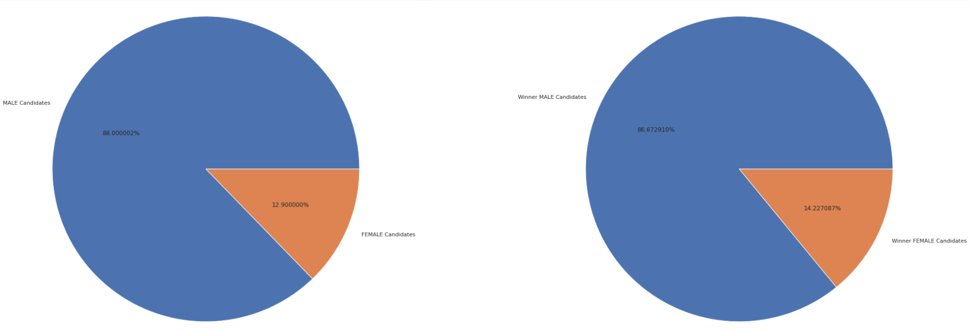 MALE Candidates
88.000002%
12.900000%
FEMALE Candidates
Winner MALE Candidates
86.872910%
14.227087%
Winner FEMALE Candidates